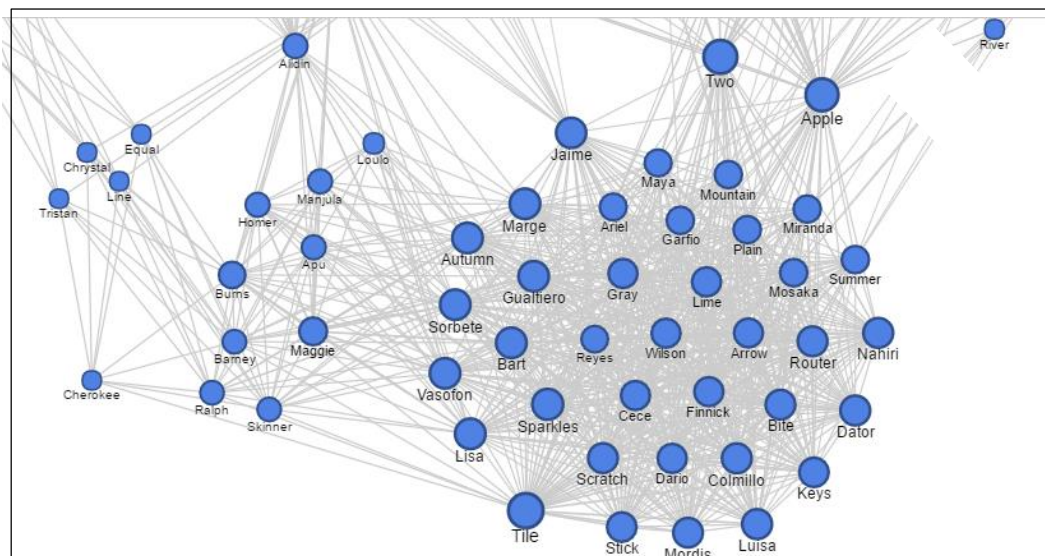 River
Alidin
Two
Apple
Equal
Chrystal
Jaime
Loulo
Line
Maya
Mountain
Manjula
Tristan
Homer
Marge
Ariel
Garfio
Plain
Miranda
Apu
Autumn
Burns
Gualtiero
Gray
Lime
Mosaka
Summer
Sorbete
Barney
Maggie
Bart
Reyes
Wilson
Arrow
Router
Nahiri
Cherokee
Ralph
Skinner
Vasofon
Sparkles
Cece
Finnick
Bite
Dator
Lisa
Scratch
Dario
Colmillo
Keys
Tile
Stick
Mordis
Luisa